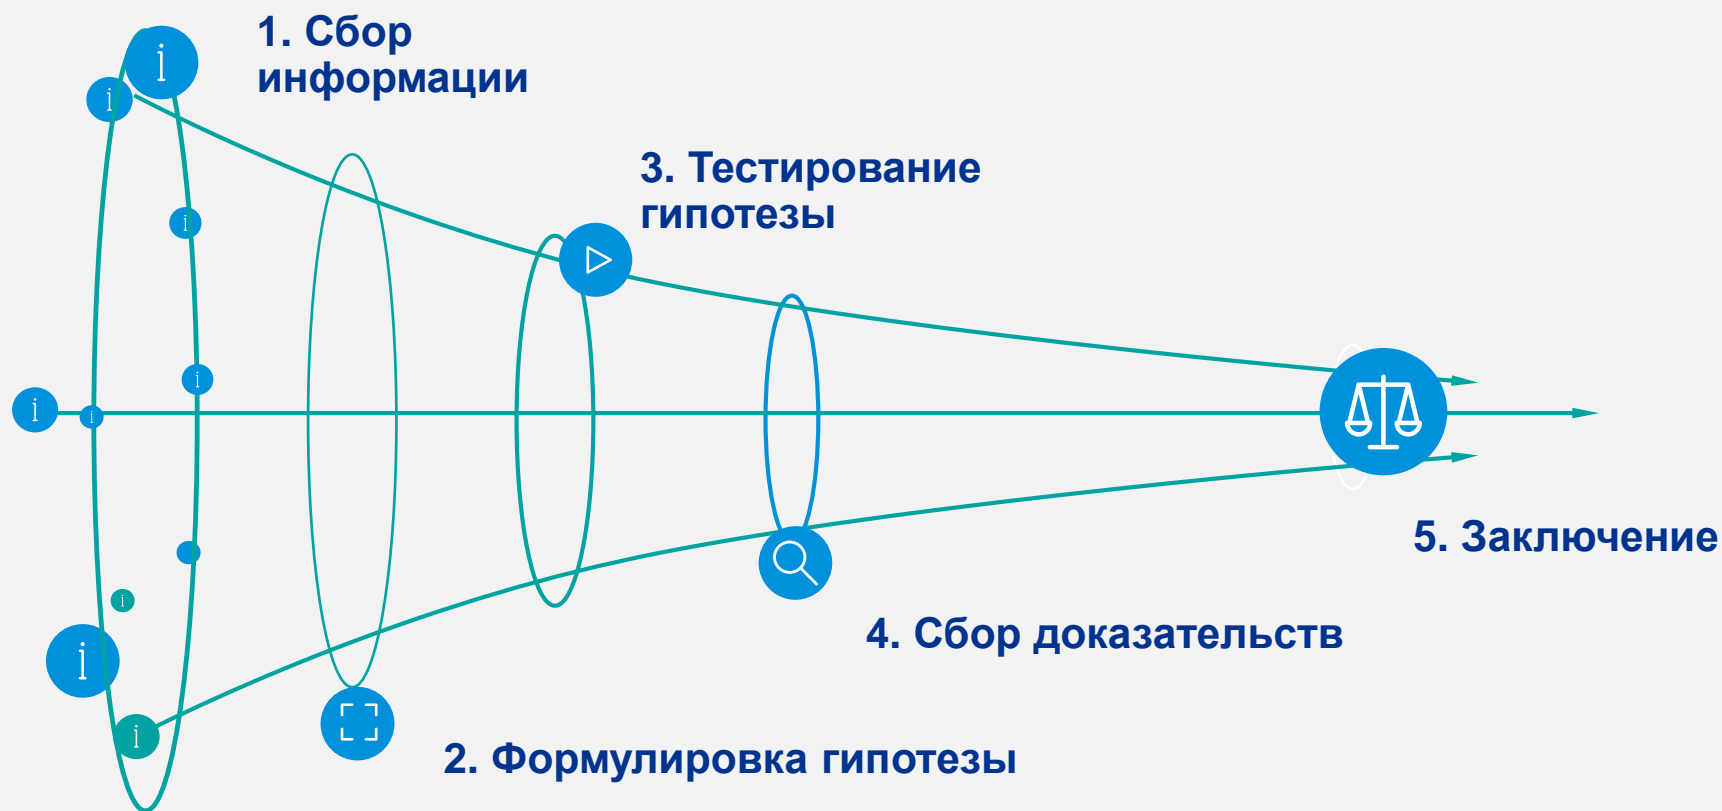 1. Сбор
информации
3. Тестирование
гипотезы
5. Заключение
4. Сбор доказательств
2. Формулировка гипотезы
i
i
i
i
i
i
i
i
i
i